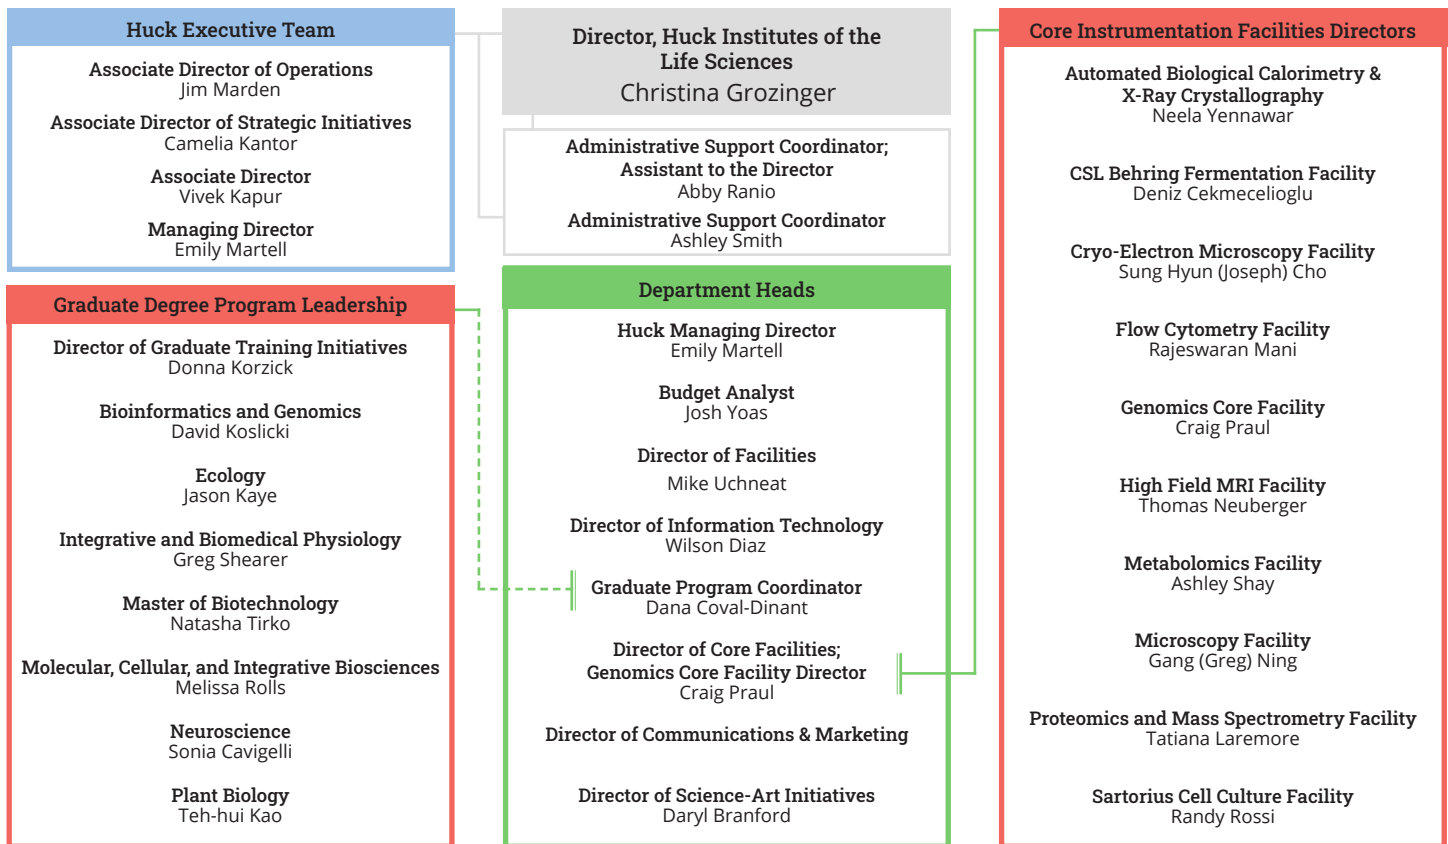 Huck Executive Team
Associate Director of Operations
Jim Marden
Associate Director of Strategic Initiatives
Camelia Kantor
Associate Director
Vivek Kapur
Managing Director
Emily Martell
Graduate Degree Program Leadership
Director of Graduate Training Initiatives
Donna Korzick
Bioinformatics and Genomics
David Koslicki
Ecology
Jason Kaye
Integrative and Biomedical Physiology
Greg Shearer
Master of Biotechnology
Natasha Tirko
Molecular, Cellular, and Integrative Biosciences
Melissa Rolls
Neuroscience
Sonia Cavigelli
Plant Biology
Teh-hui Kao
Director, Huck Institutes of the
Life Sciences
Christina Grozinger
Administrative Support Coordinator;
Assistant to the Director
Abby Ranio
Administrative Support Coordinator
Ashley Smith
Department Heads
Huck Managing Director
Emily Martell
Budget Analyst
Josh Yoas
Director of Facilities
Mike Uchneat
Director of Information Technology
Wilson Diaz
Graduate Program Coordinator
Dana Coval-Dinant
Director of Core Facilities;
Genomics Core Facility Director
Craig Praul
Director of Communications & Marketing
Director of Science-Art Initiatives
Daryl Branford
Core Instrumentation Facilities Directors
Automated Biological Calorimetry &
X-Ray Crystallography
Neela Yennawar
CSL Behring Fermentation Facility
Deniz Cekmecelioglu
Cryo-Electron Microscopy Facility
Sung Hyun (Joseph) Cho
Flow Cytometry Facility
Rajeswaran Mani
Genomics Core Facility
Craig Praul
High Field MRI Facility
Thomas Neuberger
Metabolomics Facility
Ashley Shay
Microscopy Facility
Gang (Greg) Ning
Proteomics and Mass Spectrometry Facility
Tatiana Laremore
Sartorius Cell Culture Facility
Randy Rossi